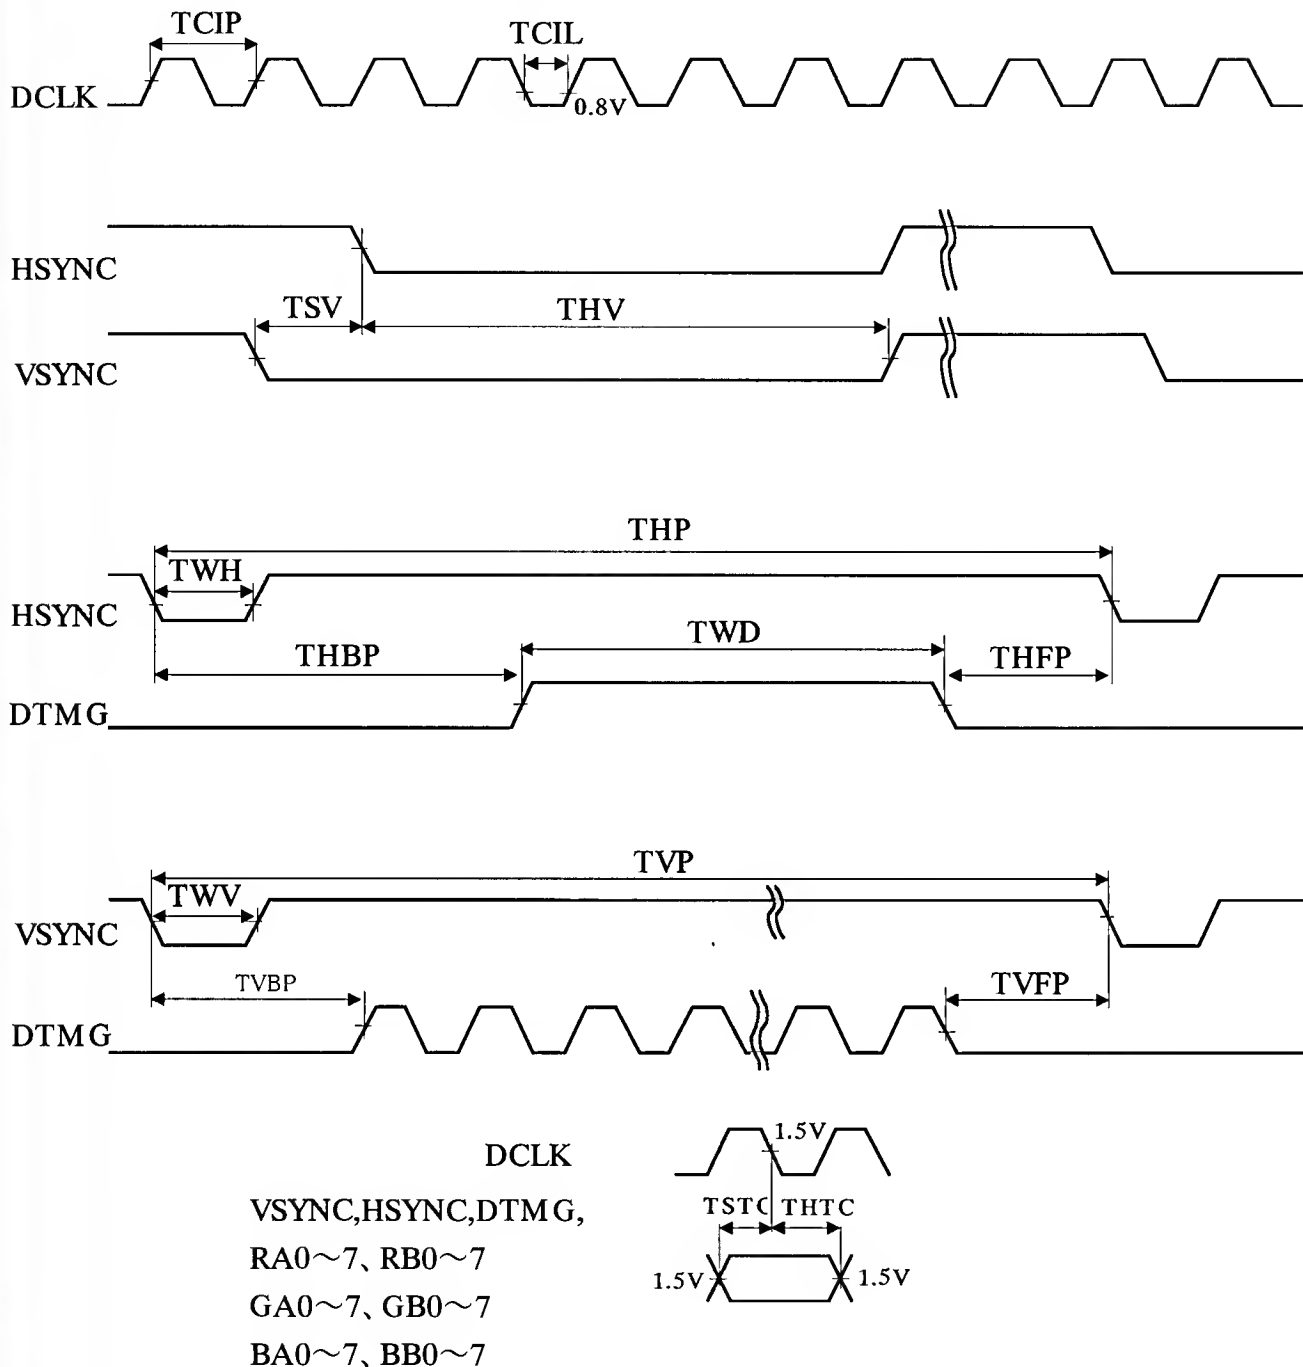 TCIP
TCIL
DCLK
0.8V
HSYNC
TSV
THV
VSYNC
THP
TWH
HSYNC
THBP
TWD
THFP
DTMG
TVP
TWV
VSYNC
TVBP
TVFP
DTMG
DCLK
1.5V
VSYNC,HSYNC,DTMG,
TSTC THTC
RA0～7、RB0～7
1.5V 1.5V
GA0～7、GB0～7
BA0～7、BB0～7